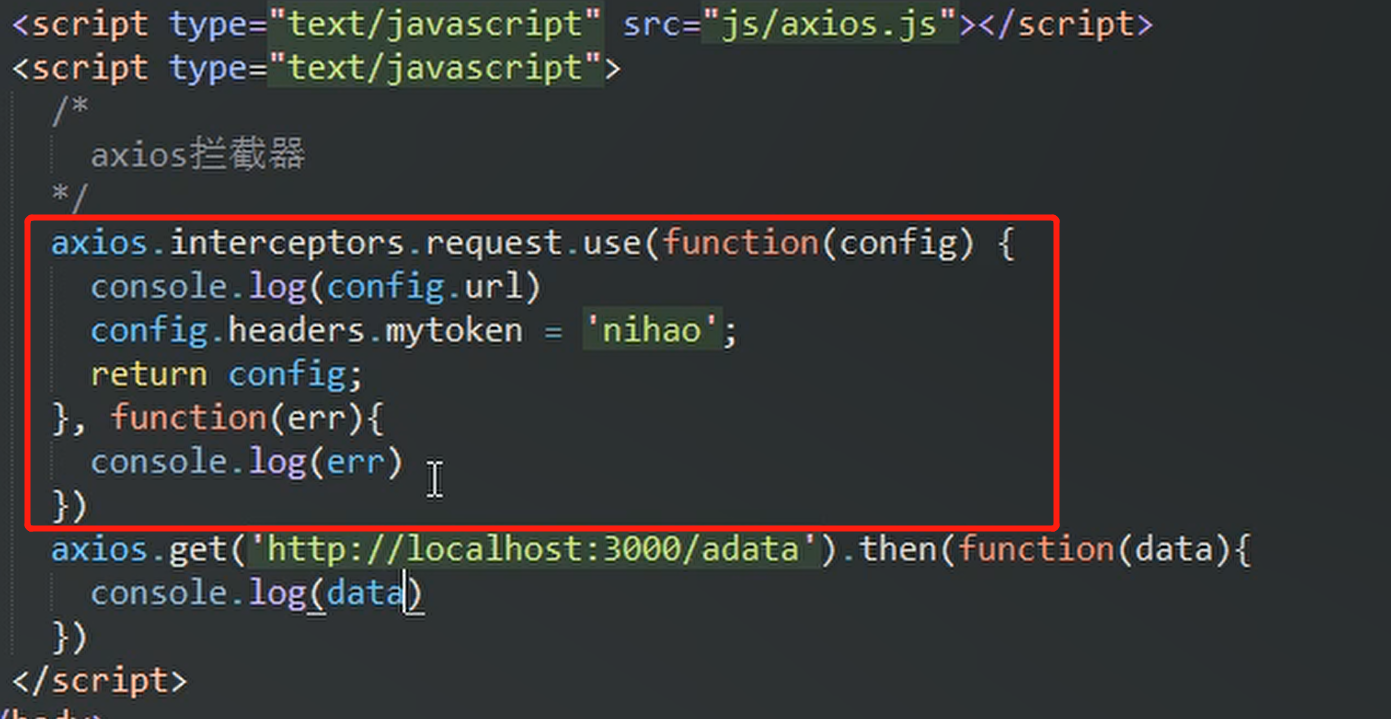 <script type="text/javascript" src="js/axios.js"></script>
<script type="text/javascript">
/*
axios拦截器
*/
axios.interceptors.request.use(function(config) {
console.log(config.url)
config.headers.mytoken = 'nihao';
return config;
}, function(err){
console.log(err)
})
axios.get('http://localhost:3000/adata').then(function(data){
console.log(data)
})
</script>
/body>